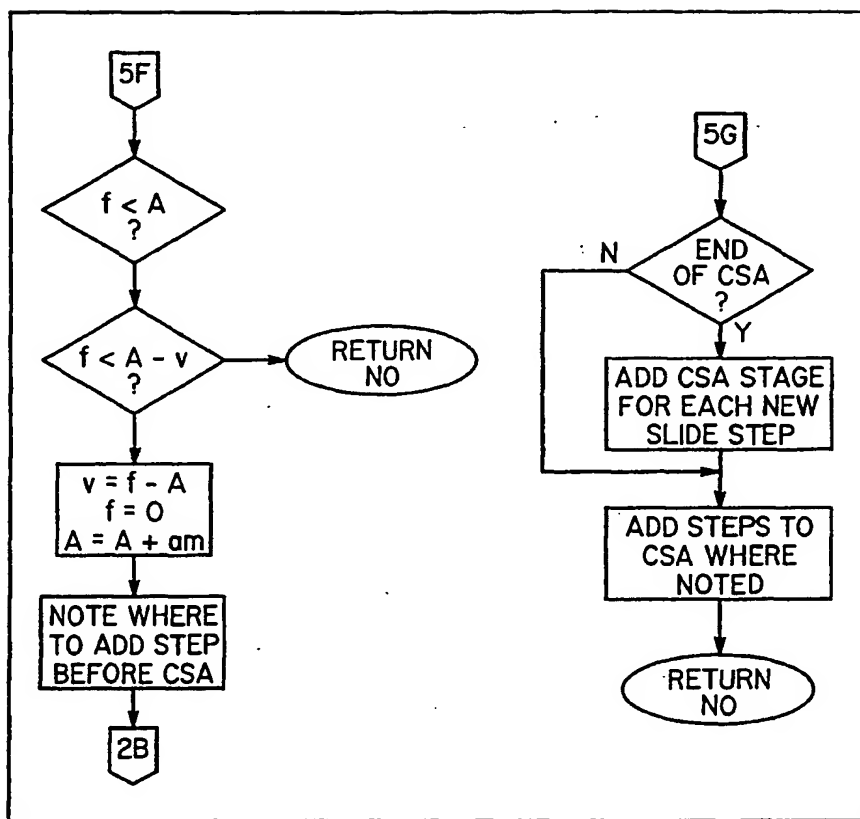 5F
f < A
?
f < A - v
?
RETURN
NO
v = f - A
f = 0
A = A + am
NOTE WHERE
TO ADD STEP
BEFORE CSA
2B
5G
END
OF CSA
?
N
Y
ADD CSA STAGE
FOR EACH NEW
SLIDE STEP
ADD STEPS TO
CSA WHERE
NOTED
RETURN
NO